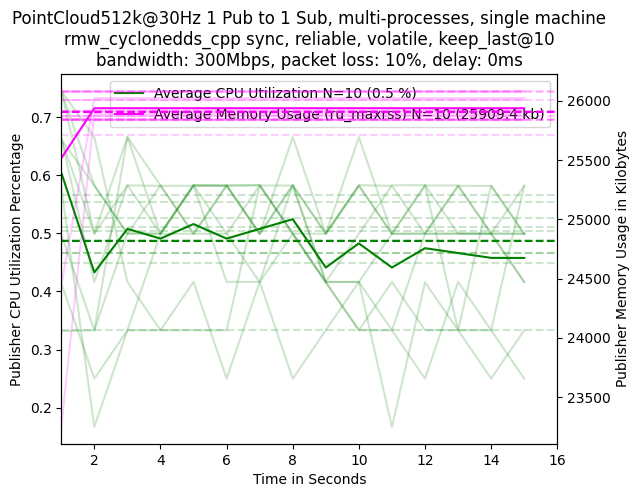 PointCloud512k@30Hz 1 Pub to 1 Sub, multi-processes, single machine
rmw_cyclonedds_cpp sync, reliable, volatile, keep_last@10
bandwidth: 300Mbps, packet loss: 10%, delay: 0ms
Average CPU Utilization N=10 (0.5 %)
Average Memory Usage (ru_maxrss) N=10 (25909.4 kb)
Publisher CPU Utilization Percentage
0.7
0.6
0.5
0.4
0.3
0.2
26000
25500
25000
24500
24000
23500
Publisher Memory Usage in Kilobytes
2 4 6 8 10 12 14 16
Time in Seconds